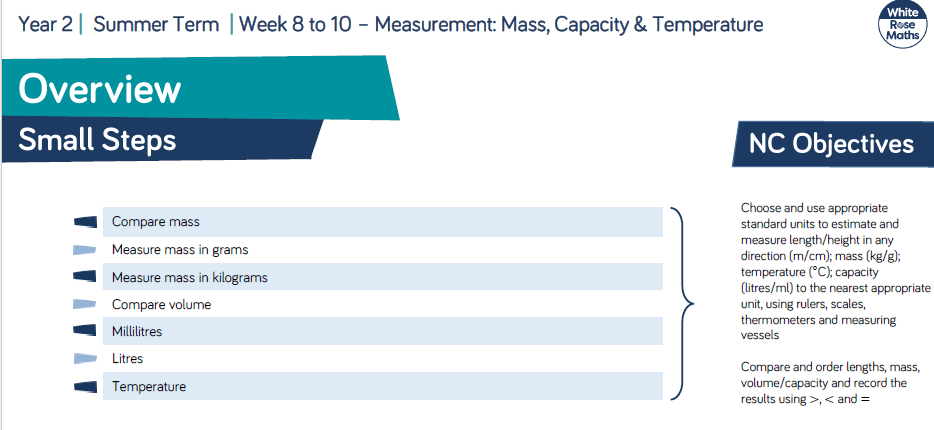 Year 2 | Summer Term | Week 8 to 10 – Measurement: Mass, Capacity & Temperature
White
Rose
Maths
Overview
Small Steps
Compare mass
Measure mass in grams
Measure mass in kilograms
Compare volume
Millilitres
Litres
Temperature
NC Objectives
Choose and use appropriate
standard units to estimate and
measure length/height in any
direction (m/cm); mass (kg/g);
temperature (°C); capacity
(litres/ml) to the nearest appropriate
unit, using rulers, scales,
thermometers and measuring
vessels
Compare and order lengths, mass,
volume/capacity and record the
results using >, < and =